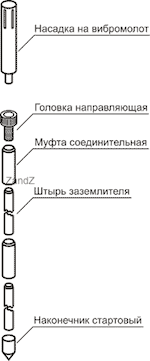 Насадка на вибромолот
Головка направляющая
Муфта соединительная
ZandZ
Штырь заземлителя
Наконечник стартовый